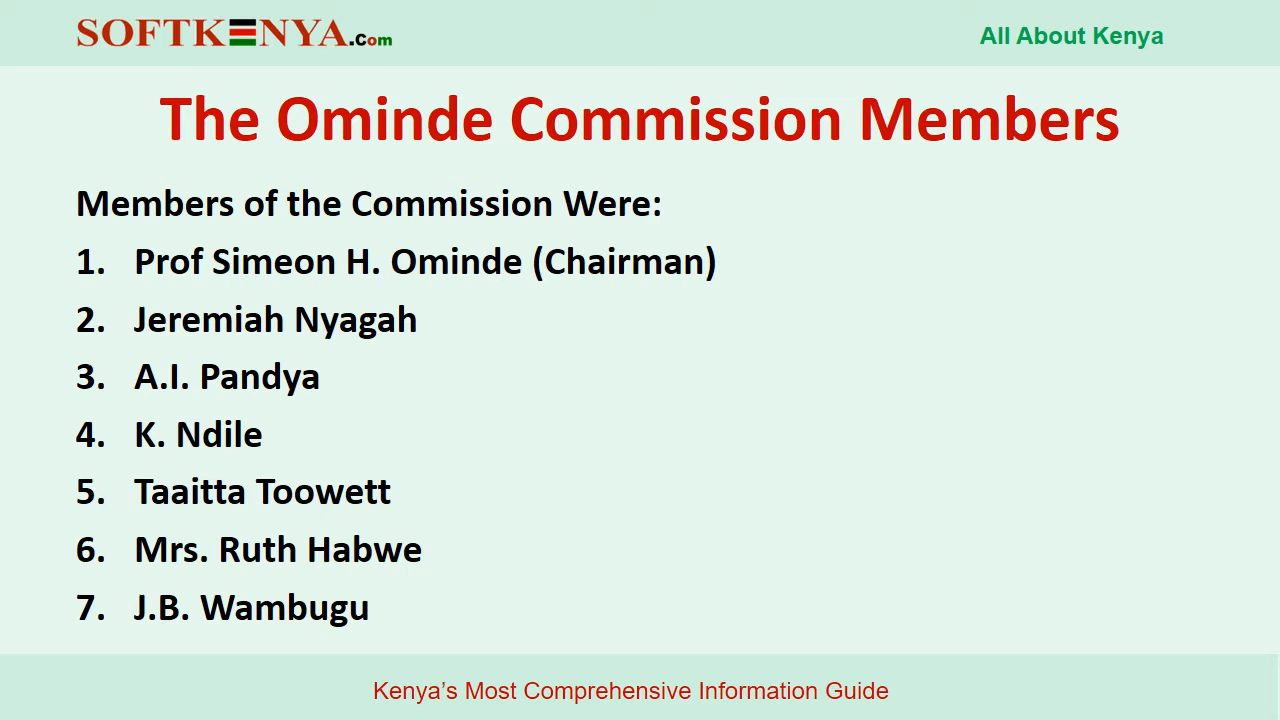 SOFTKENYA.Com
All About Kenya
The Ominde Commission Members
Members of the Commission Were:
1. Prof Simeon H. Ominde (Chairman)
2. Jeremiah Nyagah
3. A.I. Pandya
4. K. Ndile
5. Taaitta Toowett
6. Mrs. Ruth Habwe
7. J.B. Wambugu
Kenya’s Most Comprehensive Information Guide